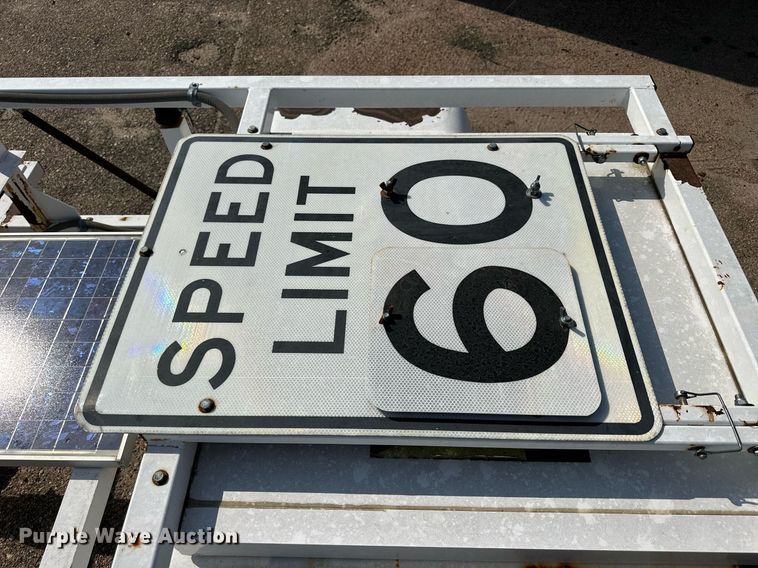 SPEED
LIMIT
60
Purple Wave Auction